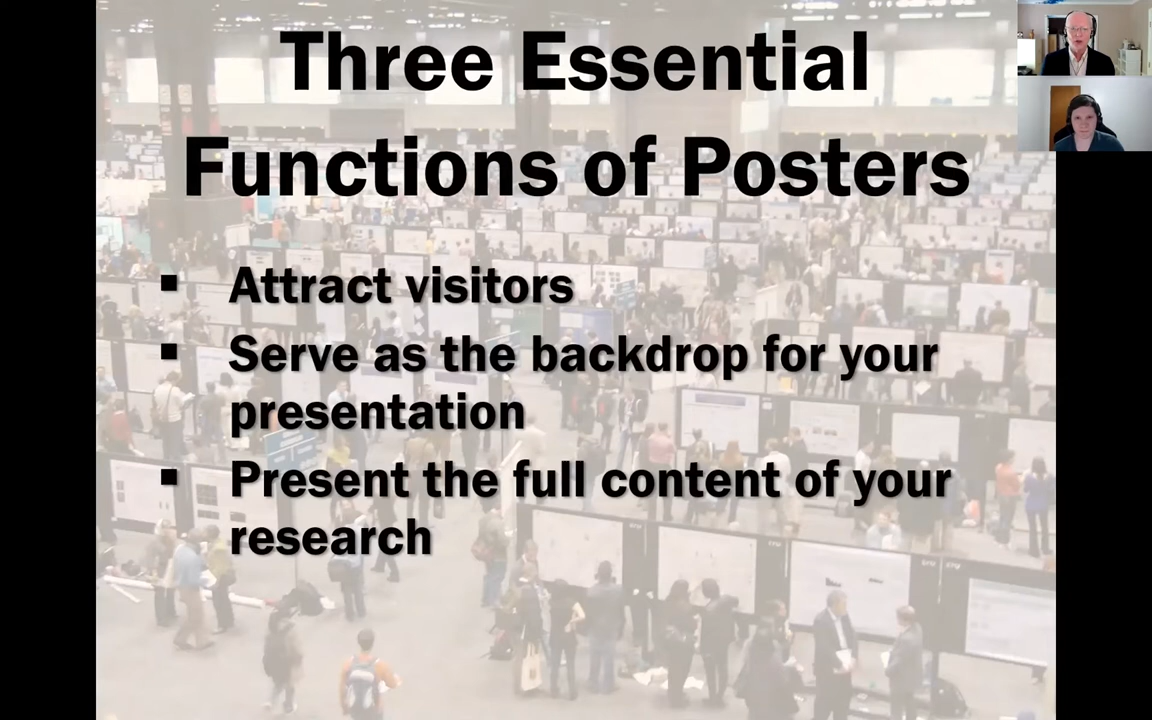 Three Essential
Functions of Posters
▪ Attract visitors
▪ Serve as the backdrop for your
presentation
▪ Present the full content of your
research